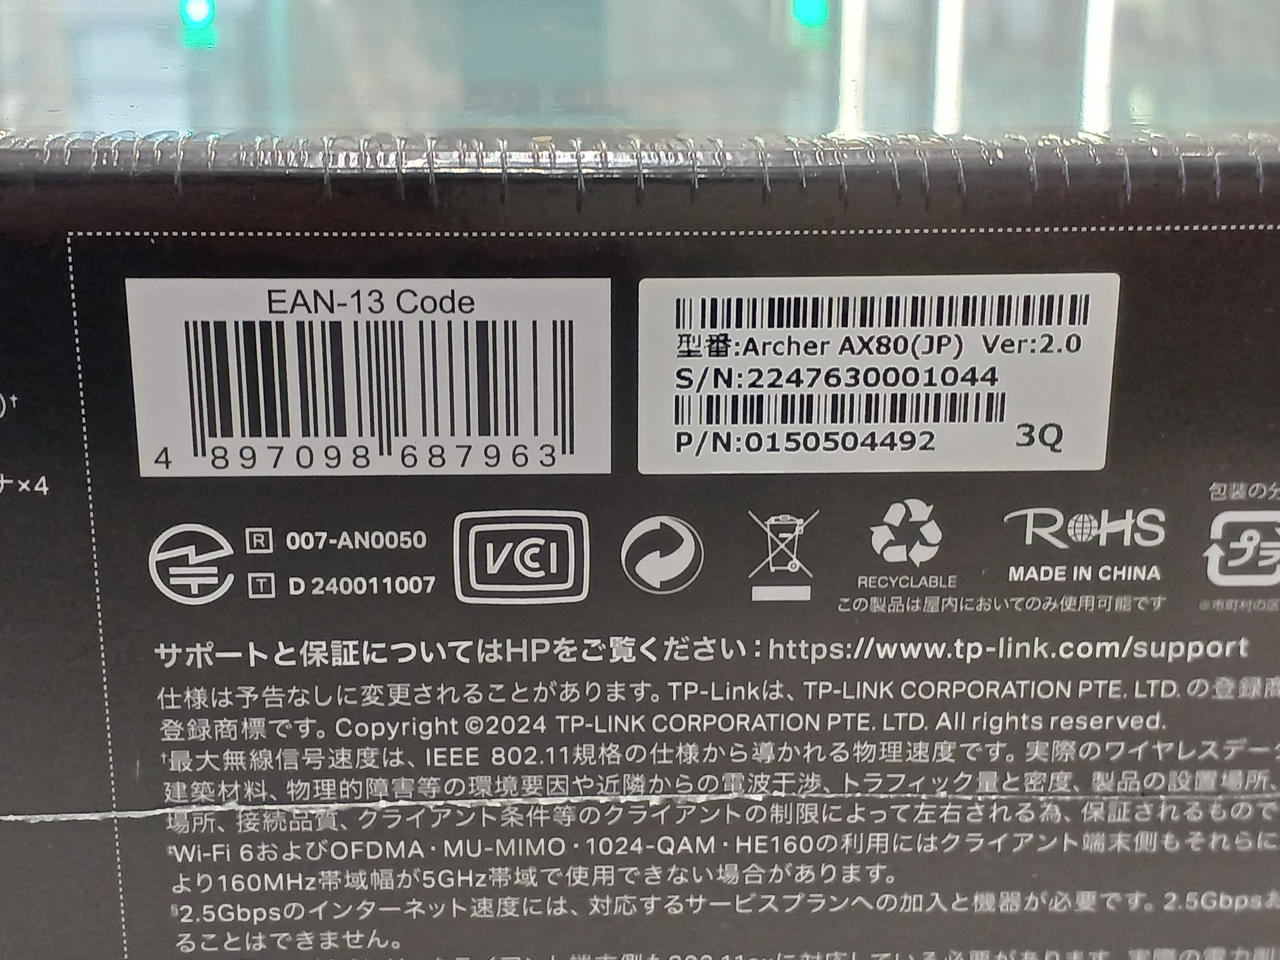 EAN-13 Code
4 897098 687963
型番:Archer AX80(JP) Ver:2.0
S/N:2247630001044
P/N:0150504492
3Q
)†
ナ×4
R 007-AN0050
T D 240011007
VCCI
RECYCLABLE
RoHS
MADE IN CHINA
この製品は屋内においてのみ使用可能です
包装の分
プラ
サポートと保証についてはHPをご覧ください:https://www.tp-link.com/support
仕様は予告なしに変更されることがあります。TP-Linkは、TP-LINK CORPORATION PTE. LTD. の登録商
登録商標です。Copyright ©2024 TP-LINK CORPORATION PTE. LTD. All rights reserved.
†最大無線信号速度は、IEEE 802.11規格の仕様から導かれる物理速度です。実際のワイヤレスデー
建築材料、物理的障害等の環境要因や近隣からの電波干渉、トラフィック量と密度、製品の設置場所、
場所、接続品質、クライアント条件等のクライアントの制限によって左右される為、保証されるもので
‡Wi-Fi 6およびOFDMA・MU-MIMO・1024-QAM・HE160の利用にはクライアント端末側もそれらに
より160MHz帯域幅が5GHz帯域で使用できない場合があります。
§2.5Gbpsのインターネット速度には、対応するサービスプランへの加入と機器が必要です。2.5Gbps
ることはできません。